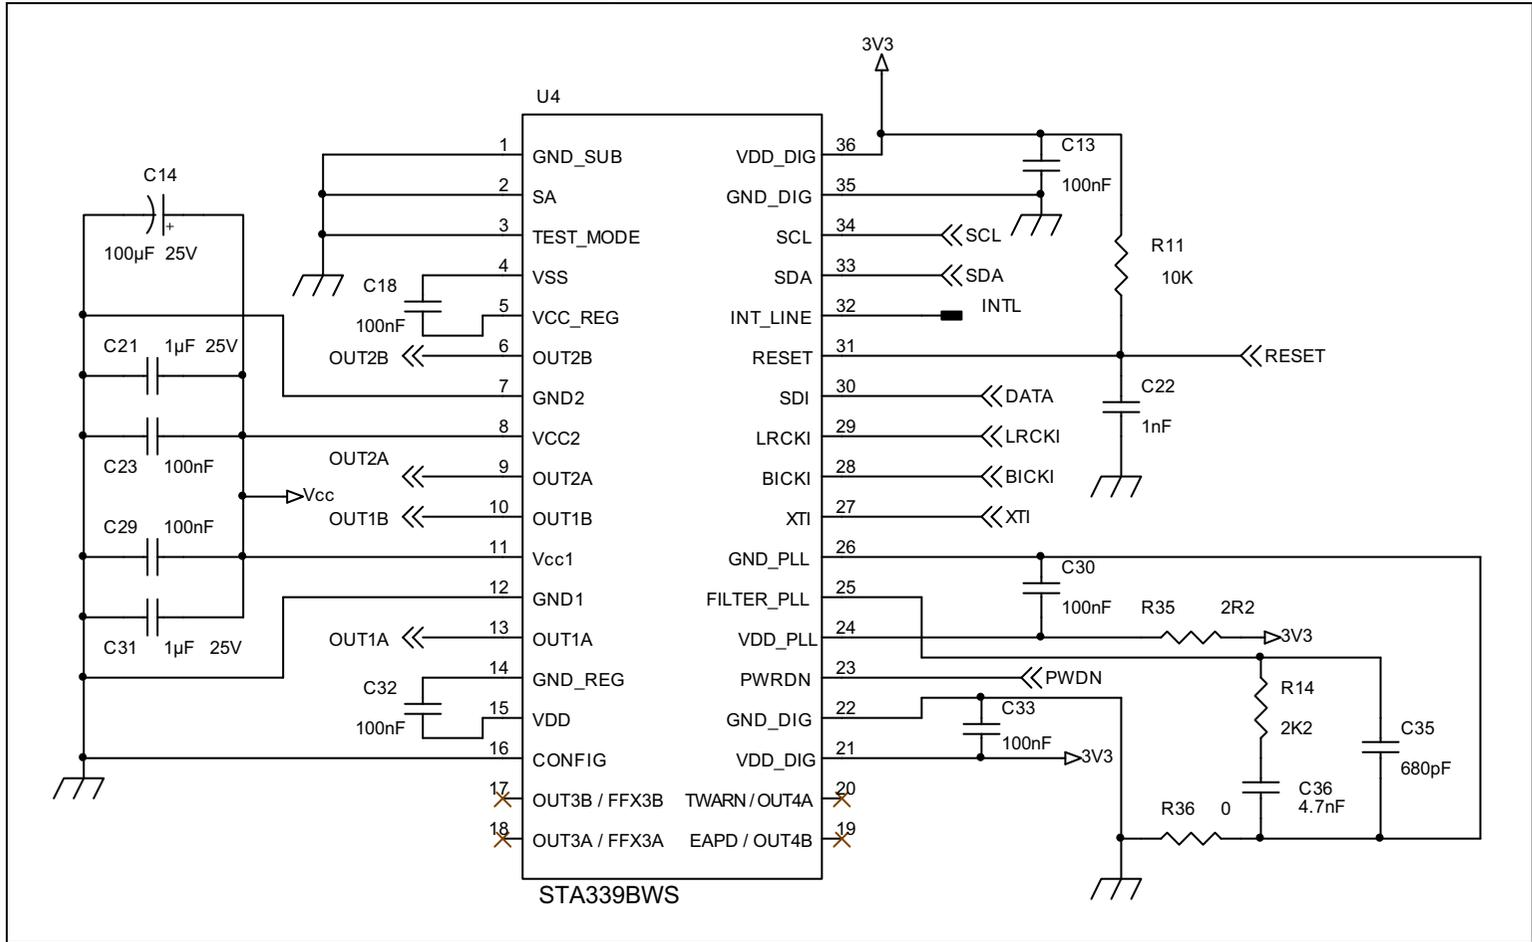 3V3
U4
1 GND_SUB VDD_DIG 36
C13
100nF
C14
2 SA GND_DIG 35
+
100µF 25V
3 TEST_MODE SCL 34 SCL
R11
10K
4 VSS SDA 33 SDA
C18
100nF
5 VCC_REG INT_LINE 32 INTL
C21 1µF 25V
OUT2B 6 OUT2B RESET 31 RESET
7 GND2 SDI 30 DATA
C22
1nF
8 VCC2 LRCKI 29 LRCKI
C23 100nF
OUT2A 9 OUT2A BICKI 28 BICKI
Vcc
OUT1B 10 OUT1B XTI 27 XTI
C29 100nF
11 Vcc1 GND_PLL 26
C30
100nF
12 GND1 FILTER_PLL 25
R35 2R2
OUT1A 13 OUT1A VDD_PLL 24 3V3
C31 1µF 25V
14 GND_REG PWRDN 23 PWDN
C32
100nF
R14
2K2
15 VDD GND_DIG 22
C33
100nF
C35
680pF
16 CONFIG VDD_DIG 21 3V3
17 OUT3B / FFX3B TWARN / OUT4A 20
C36
4.7nF
R36 0
18 OUT3A / FFX3A EAPD / OUT4B 19
STA339BWS